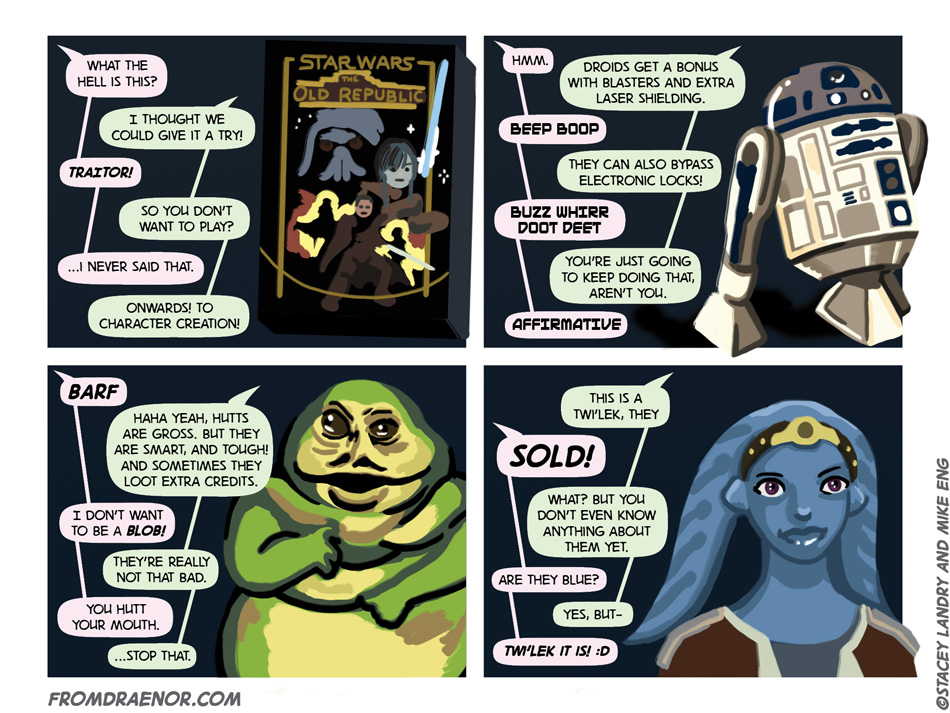 WHAT THE
HELL IS THIS?
I THOUGHT WE
COULD GIVE IT A TRY!
TRAITOR!
SO YOU DON'T
WANT TO PLAY?
...I NEVER SAID THAT.
ONWARDS! TO
CHARACTER CREATION!
STAR WARS
THE
OLD REPUBLIC
HMM.
DROIDS GET A BONUS
WITH BLASTERS AND EXTRA
LASER SHIELDING.
BEEP BOOP
THEY CAN ALSO BYPASS
ELECTRONIC LOCKS!
BUZZ WHIRR
DOOT DEET
YOU'RE JUST GOING
TO KEEP DOING THAT,
AREN'T YOU.
AFFIRMATIVE
BARF
HAHA YEAH, HUTTS
ARE GROSS. BUT THEY
ARE SMART, AND TOUGH!
AND SOMETIMES THEY
LOOT EXTRA CREDITS.
I DON'T WANT
TO BE A BLOB!
THEY'RE REALLY
NOT THAT BAD.
YOU HUTT
YOUR MOUTH.
...STOP THAT.
THIS IS A
TWI'LEK, THEY
SOLD!
WHAT? BUT YOU
DON'T EVEN KNOW
ANYTHING ABOUT
THEM YET.
ARE THEY BLUE?
YES, BUT-
TWI'LEK IT IS! :D
FROMDRAENOR.COM
©STACEY LANDRY AND MIKE ENG